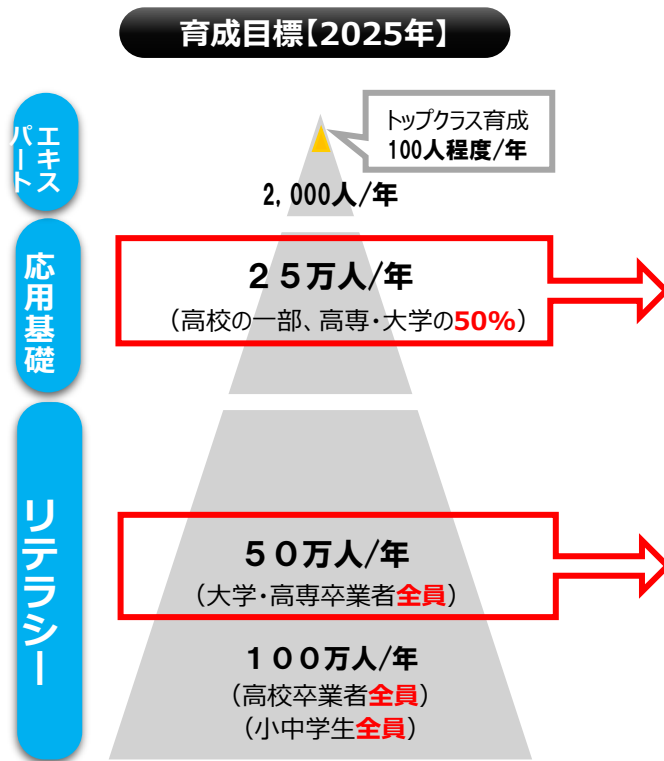 育成目標【2025年】
エキスパート
トップクラス育成
100人程度/年
2,000人/年
応用基礎
２５万人/年
（高校の一部、高専・大学の50%）
リテラシー
５０万人/年
（大学・高専卒業者全員）
１００万人/年
（高校卒業者全員）
（小中学生全員）